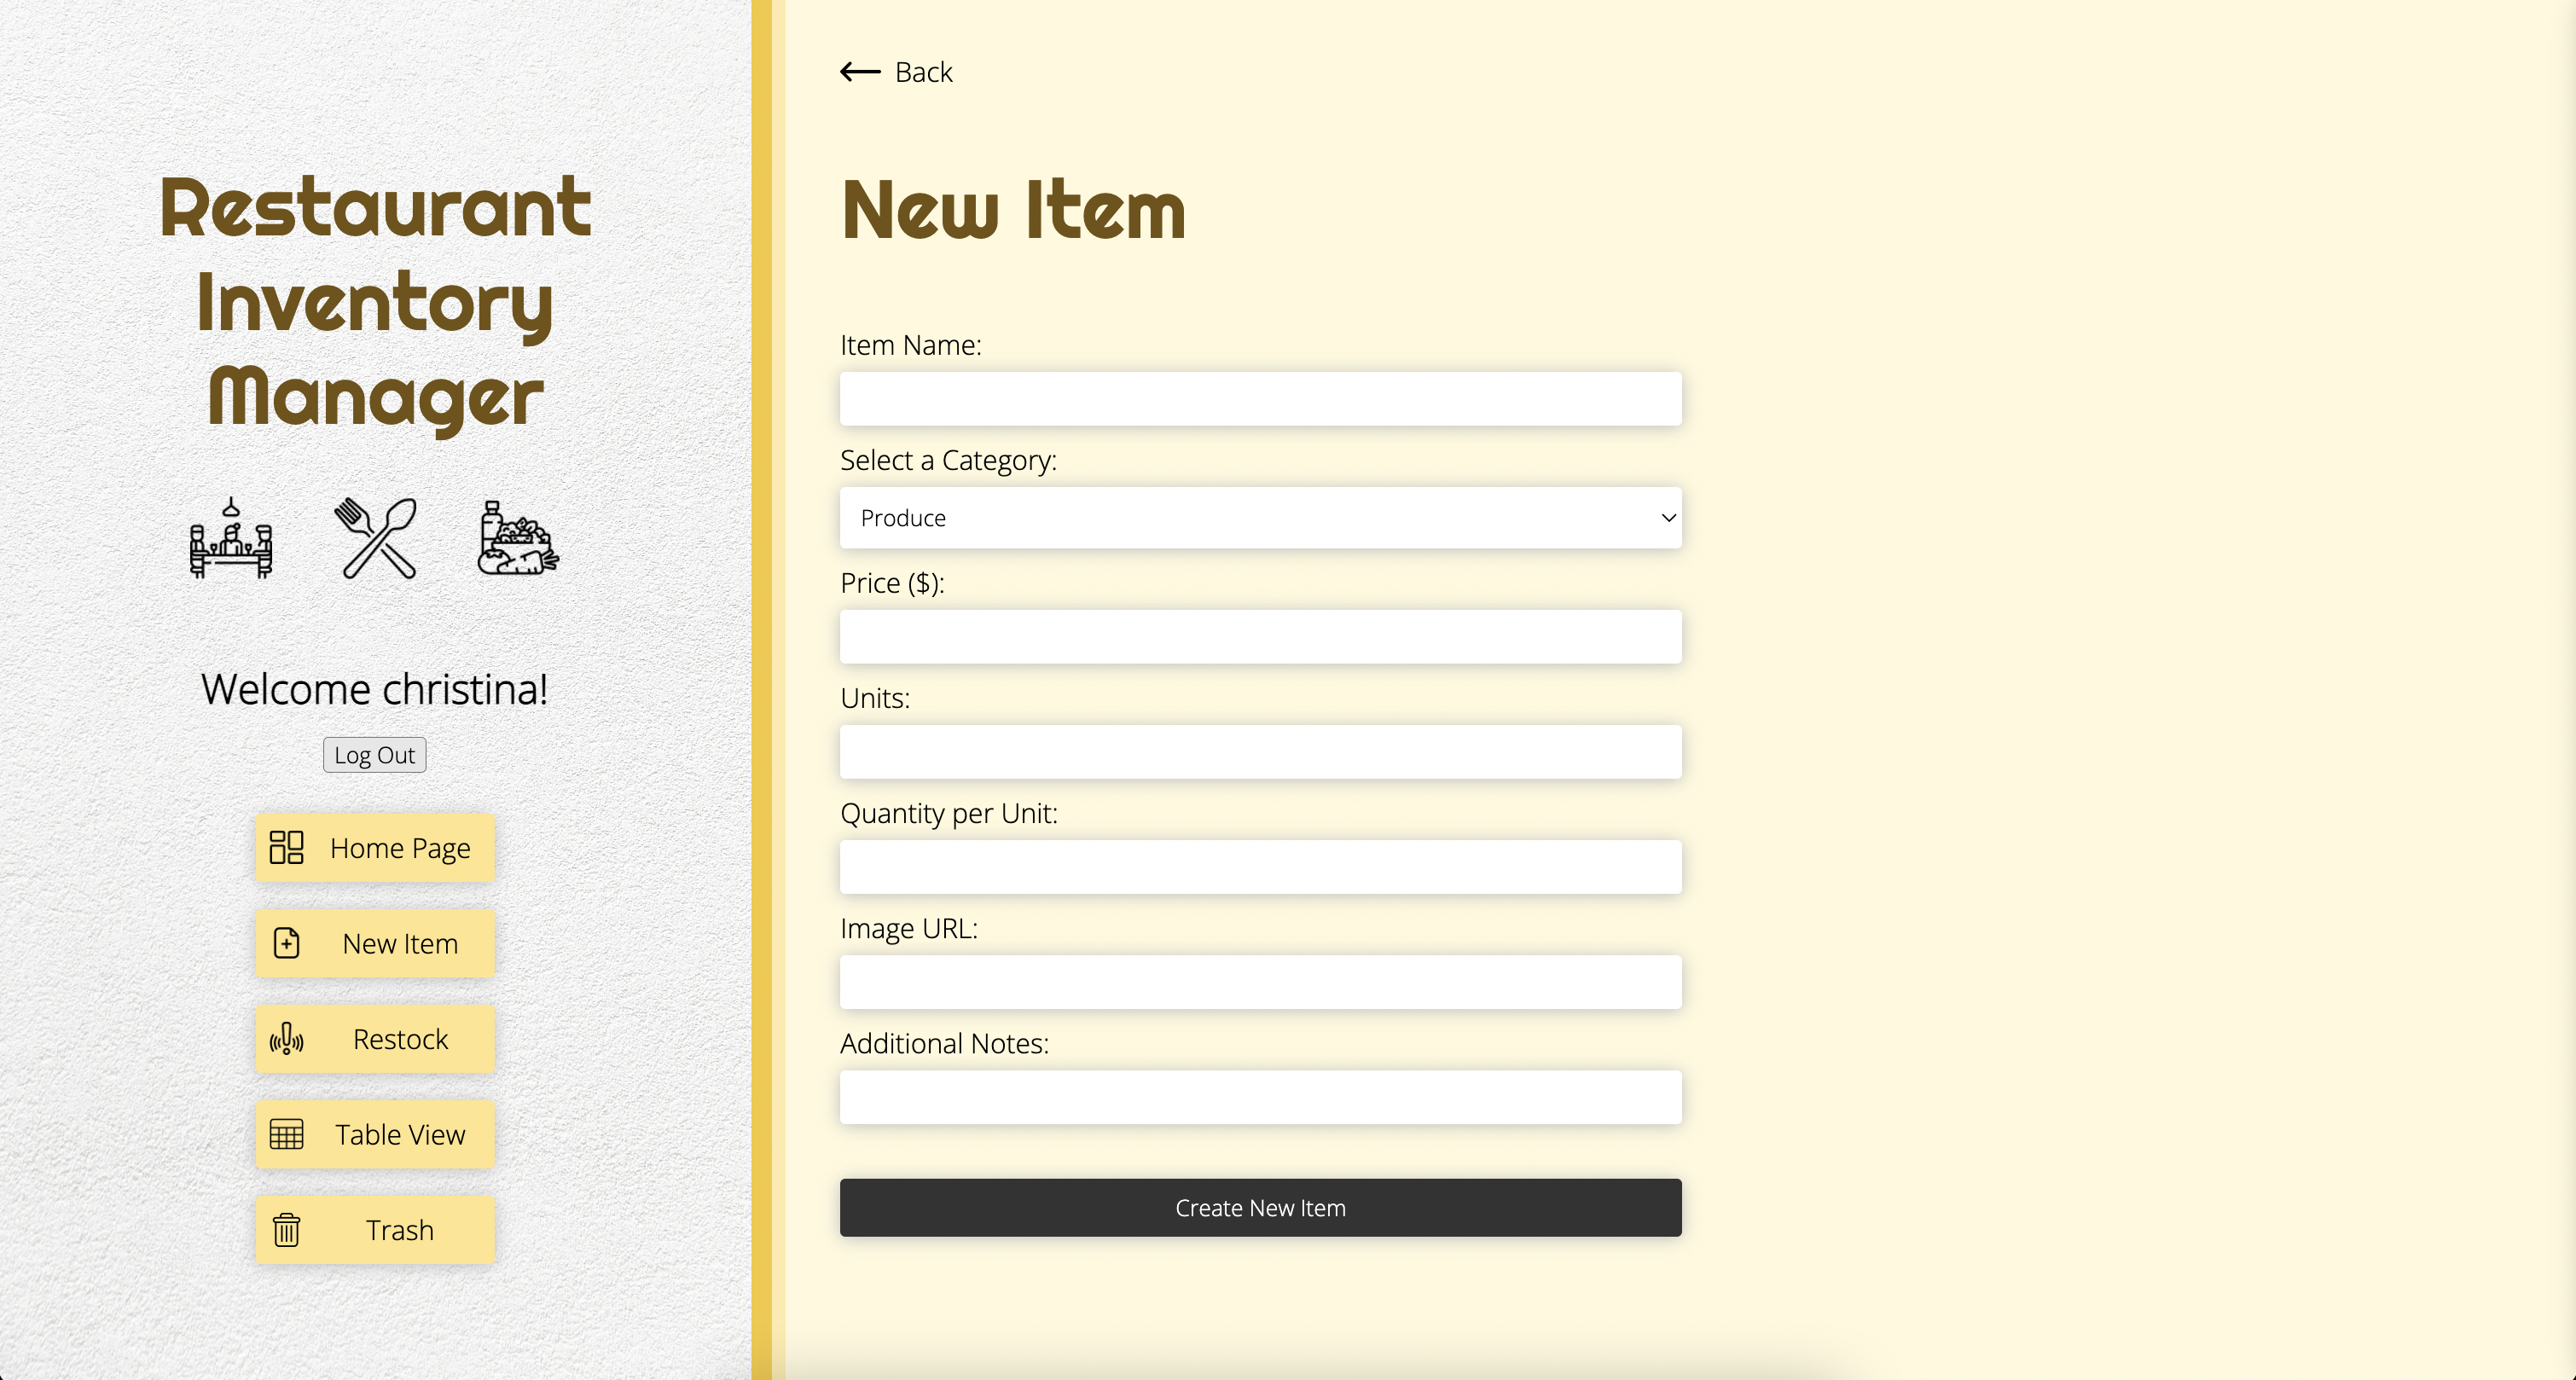 Restaurant
Inventory
Manager
Welcome christina!
Log Out
Home Page
New Item
Restock
Table View
Trash
Back
New Item
Item Name:
Select a Category:
Produce
Price ($):
Units:
Quantity per Unit:
Image URL:
Additional Notes:
Create New Item